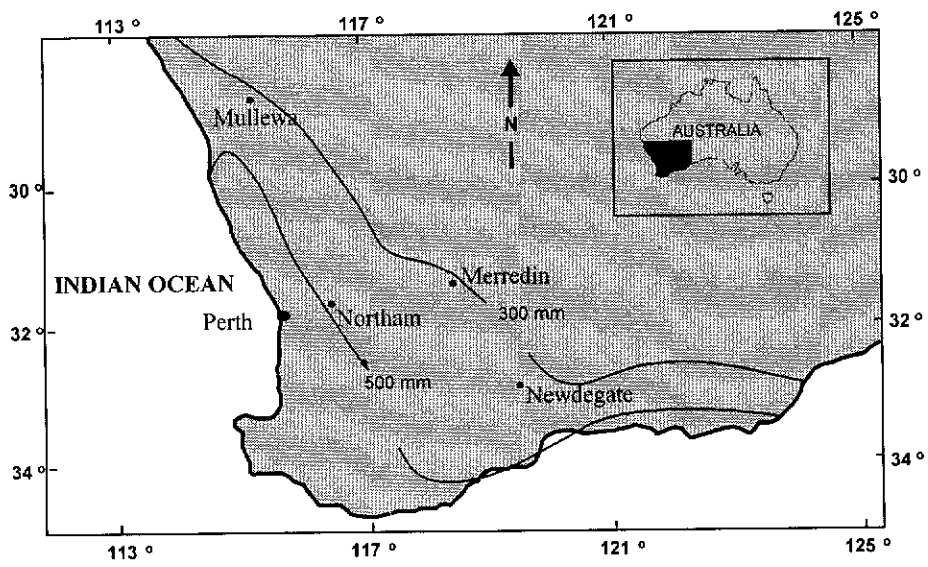 113 ° 117 ° 121 ° 125 °
Mullewa
N
AUSTRALIA
30 ° 30 °
INDIAN OCEAN
Merredin
300 mm
Perth
Northam
32 ° 32 °
500 mm
Newdegate
34 ° 34 °
113 ° 117 ° 121 ° 125 °